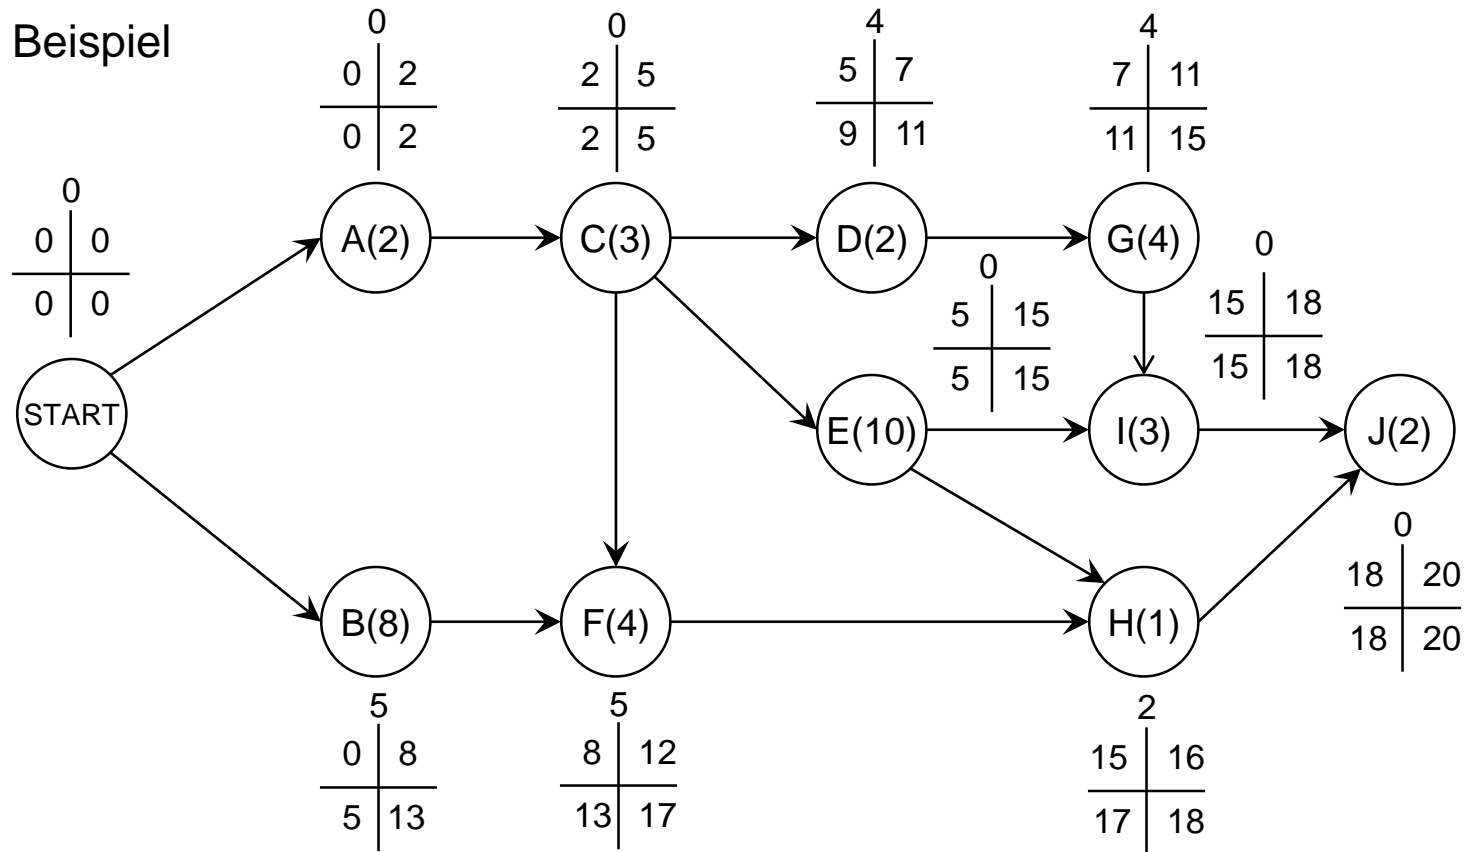 Beispiel
0
0 2
0 2
0
2 5
2 5
4
5 7
9 11
4
7 11
11 15
0
0 0
0 0
A(2)
C(3)
D(2)
G(4)
0
5 15
5 15
0
15 18
15 18
START
E(10)
I(3)
J(2)
0
18 20
18 20
B(8)
F(4)
H(1)
5
0 8
5 13
5
8 12
13 17
2
15 16
17 18